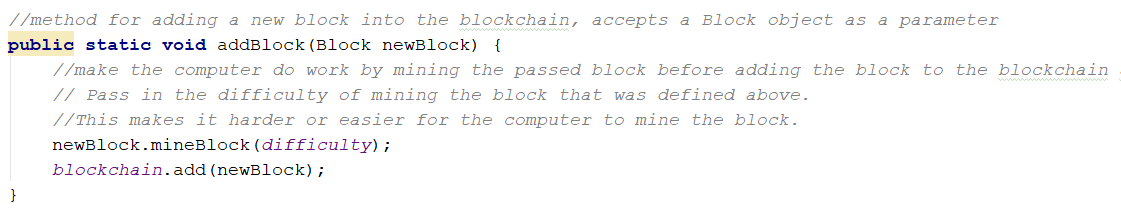 //method for adding a new block into the blockchain, accepts a Block object as a parameter
public static void addBlock(Block newBlock) {
//make the computer do work by mining the passed block before adding the block to the blockchain
// Pass in the difficulty of mining the block that was defined above.
//This makes it harder or easier for the computer to mine the block.
newBlock.mineBlock(difficulty);
blockchain.add(newBlock);
}